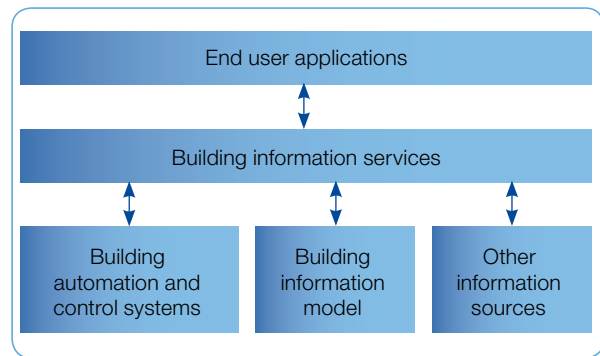 End user applications
Building information services
Building
automation and
control systems
Building
information
model
Other
information
sources